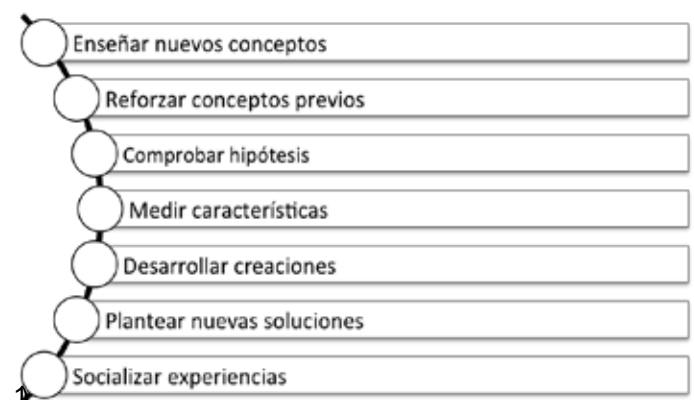 Enseñar nuevos conceptos
Reforzar conceptos previos
Comprobar hipótesis
Medir características
Desarrollar creaciones
Plantear nuevas soluciones
Socializar experiencias